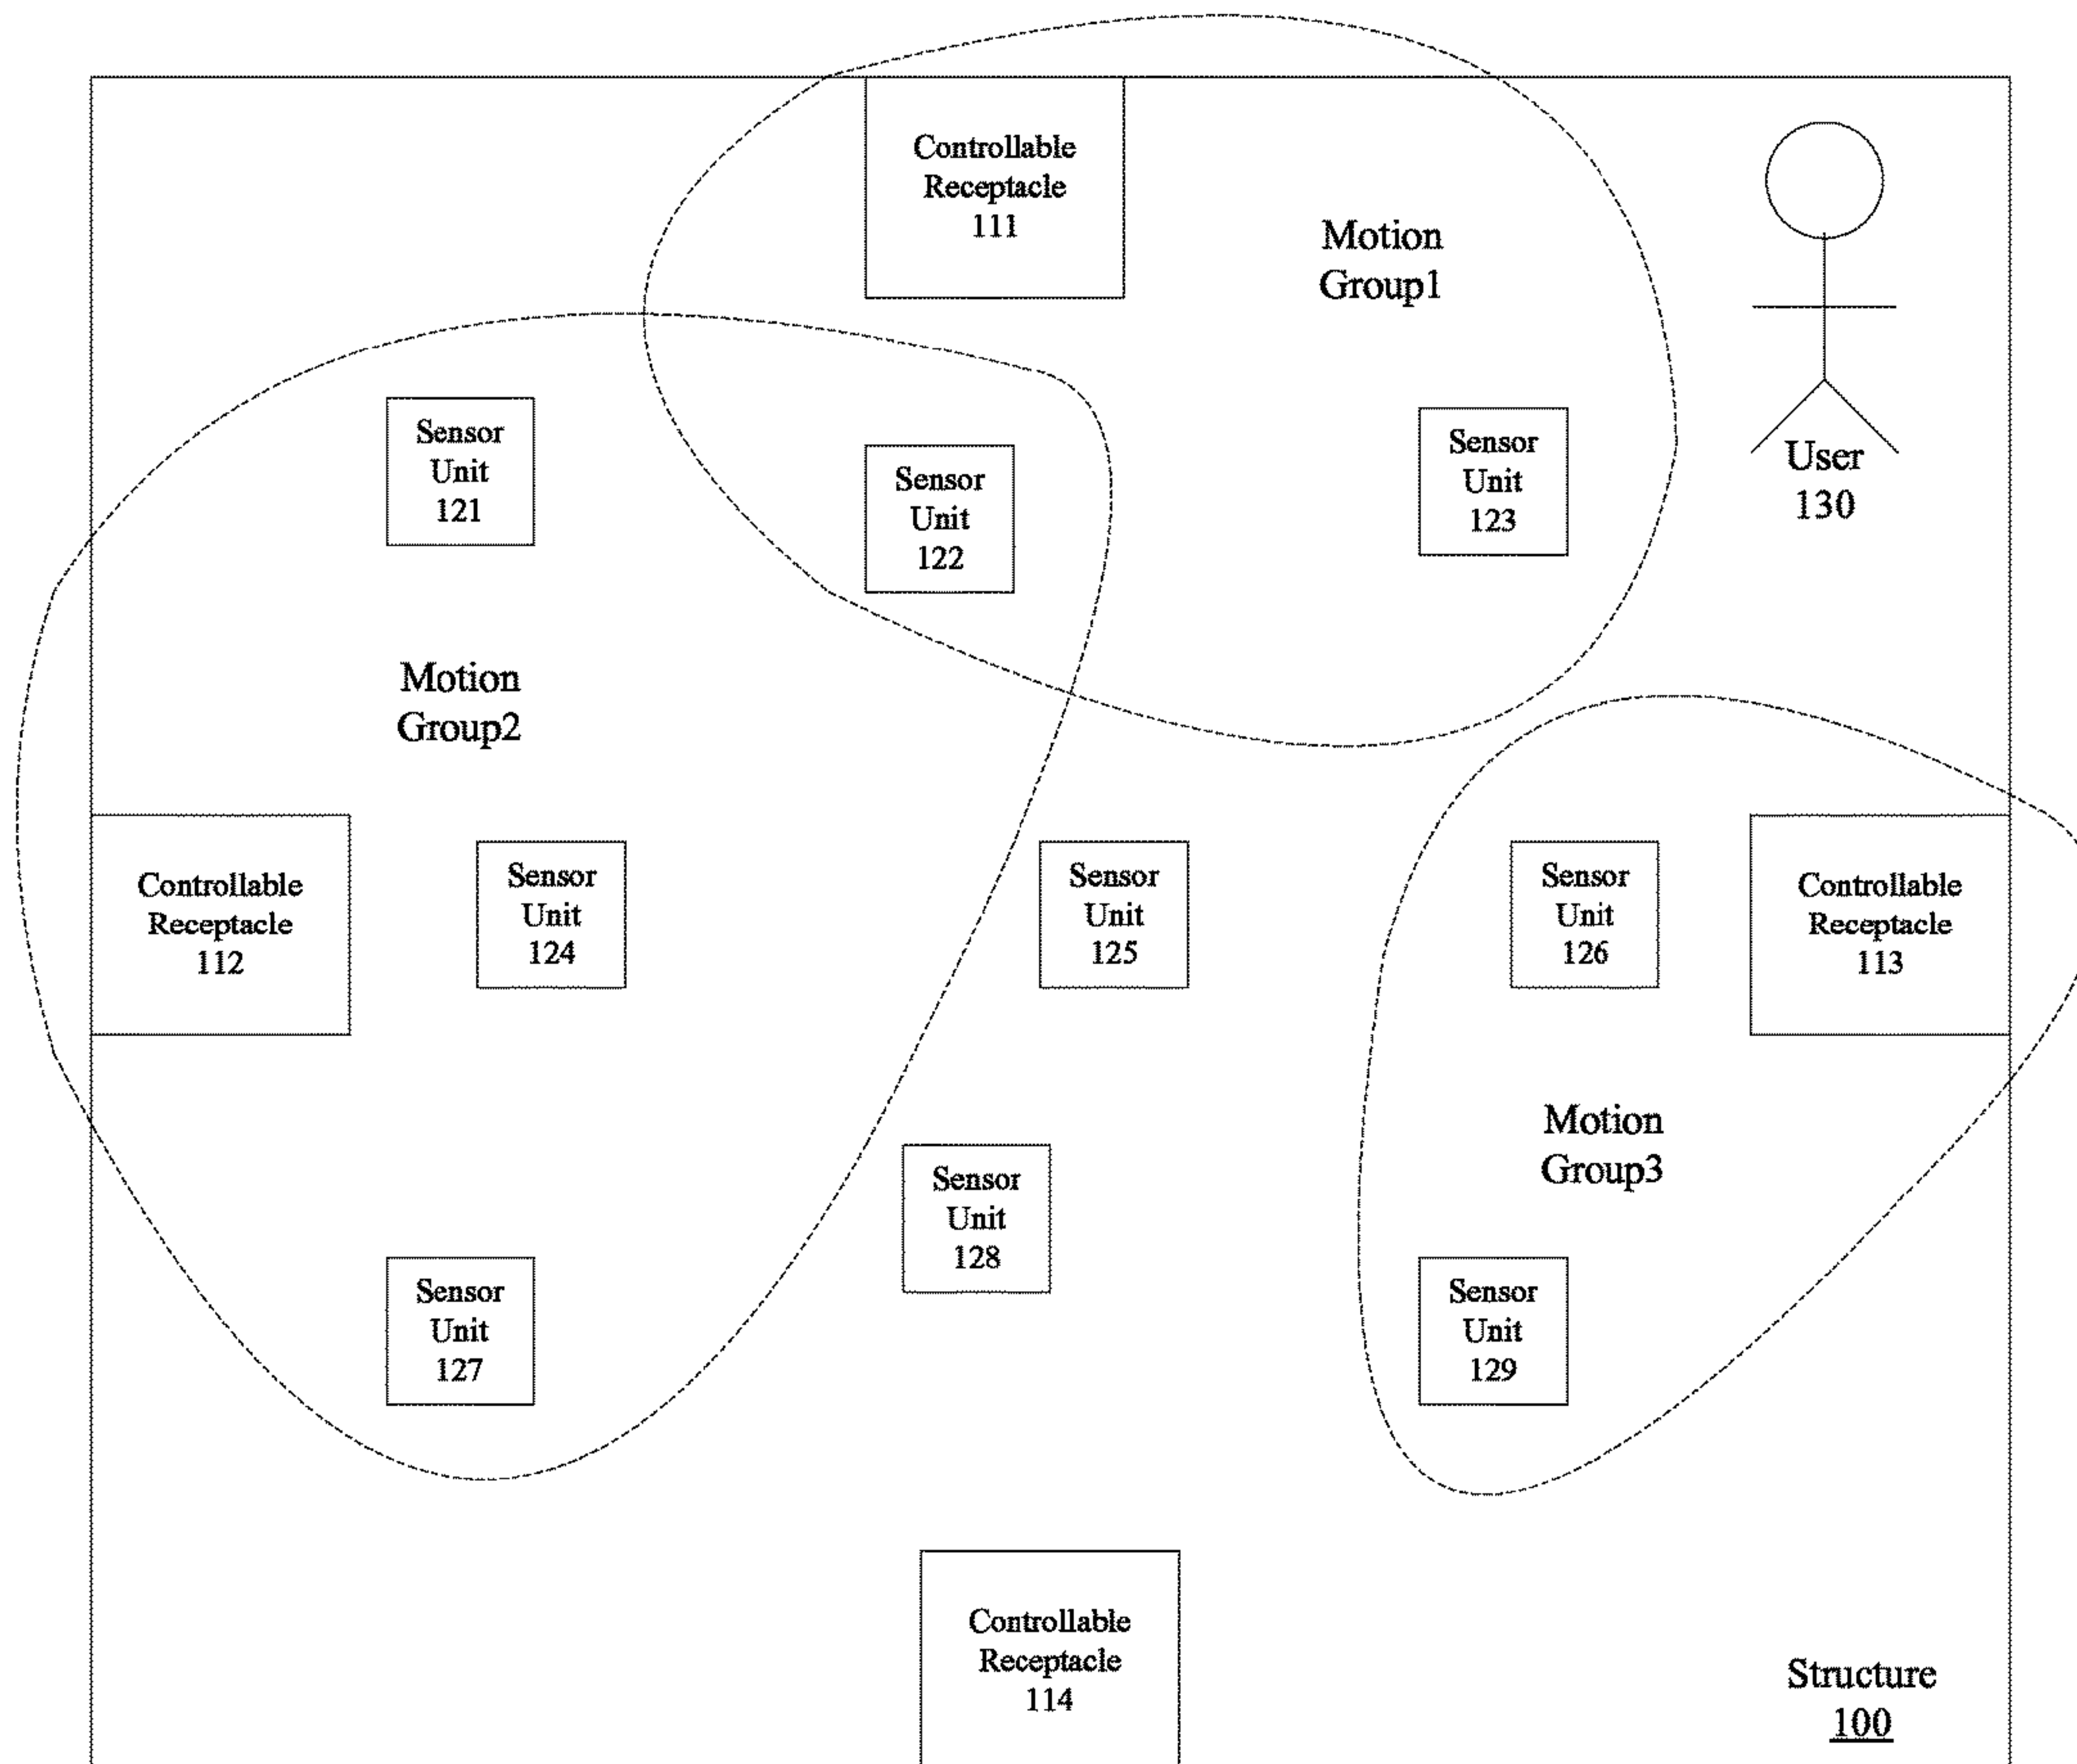 Controllable
Receptacle
111
Motion
Group1
Sensor
Unit
121
Sensor
Unit
122
Sensor
Unit
123
User
130
Motion
Group2
Controllable
Receptacle
112
Sensor
Unit
124
Sensor
Unit
125
Sensor
Unit
126
Controllable
Receptacle
113
Motion
Group3
Sensor
Unit
127
Sensor
Unit
128
Sensor
Unit
129
Controllable
Receptacle
114
Structure
100